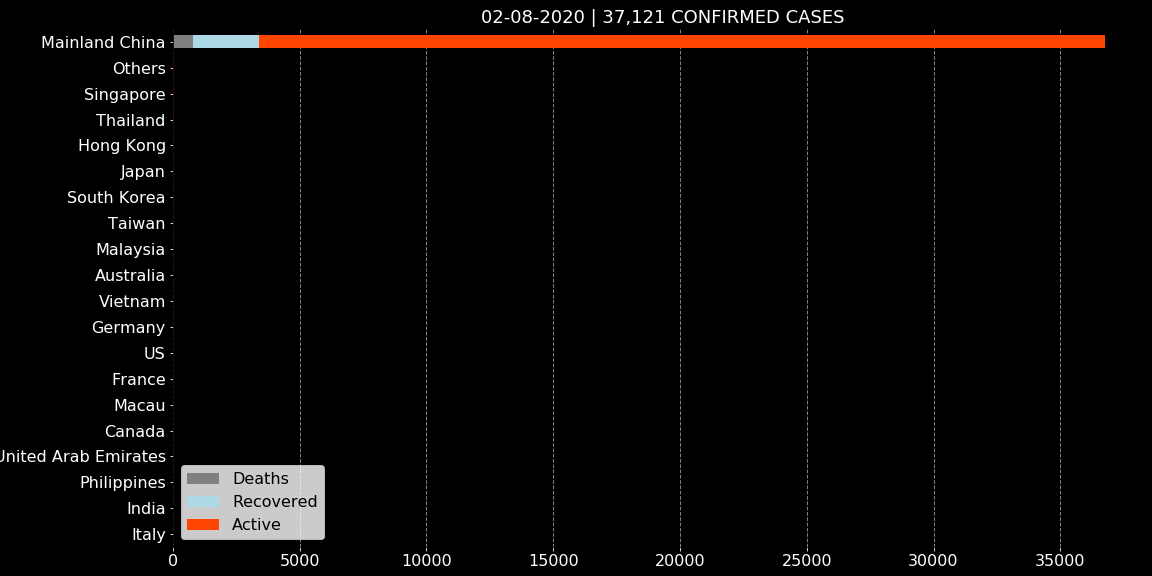 02-08-2020 | 37,121 CONFIRMED CASES
Mainland China
Others
Singapore
Thailand
Hong Kong
Japan
South Korea
Taiwan
Malaysia
Australia
Vietnam
Germany
US
France
Macau
Canada
United Arab Emirates
Philippines
India
Italy
Deaths
Recovered
Active
0 5000 10000 15000 20000 25000 30000 35000